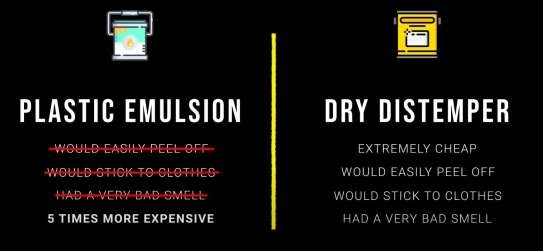 PLASTIC EMULSION
WOULD EASILY PEEL OFF
WOULD STICK TO CLOTHES
HAD A VERY BAD SMELL
5 TIMES MORE EXPENSIVE
DRY DISTEMPER
EXTREMELY CHEAP
WOULD EASILY PEEL OFF
WOULD STICK TO CLOTHES
HAD A VERY BAD SMELL